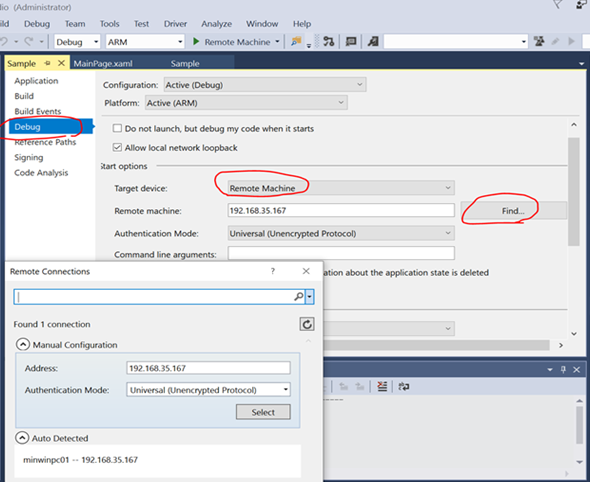 dio (Administrator)
ild Debug Team Tools Test Driver Analyze Window Help
Debug ARM Remote Machine
Sample MainPage.xaml Sample
Application
Build
Build Events
Debug
Reference Paths
Signing
Code Analysis
Configuration: Active (Debug)
Platform: Active (ARM)
Do not launch, but debug my code when it starts
Allow local network loopback
Start options
Target device: Remote Machine
Remote machine: 192.168.35.167 Find...
Authentication Mode: Universal (Unencrypted Protocol)
Command line arguments:
ation about the application state is deleted
Remote Connections ? ×
Found 1 connection
Manual Configuration
Address: 192.168.35.167
Authentication Mode: Universal (Unencrypted Protocol)
Select
Auto Detected
minwinpc01 -- 192.168.35.167